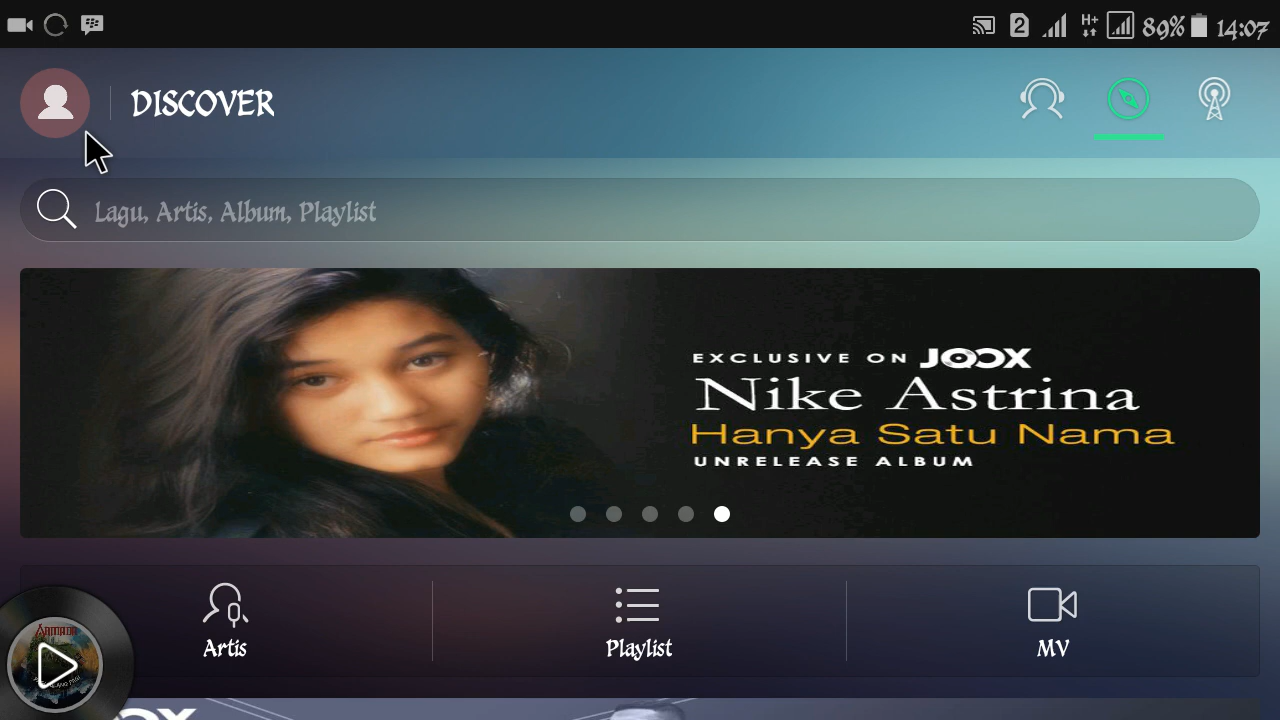 2 H+ 89% 14:07
DISCOVER
Lagu, Artis, Album, Playlist
EXCLUSIVE ON JOOX
Nike Astrina
Hanya Satu Nama
UNRELEASE ALBUM
Artis
Playlist
MV